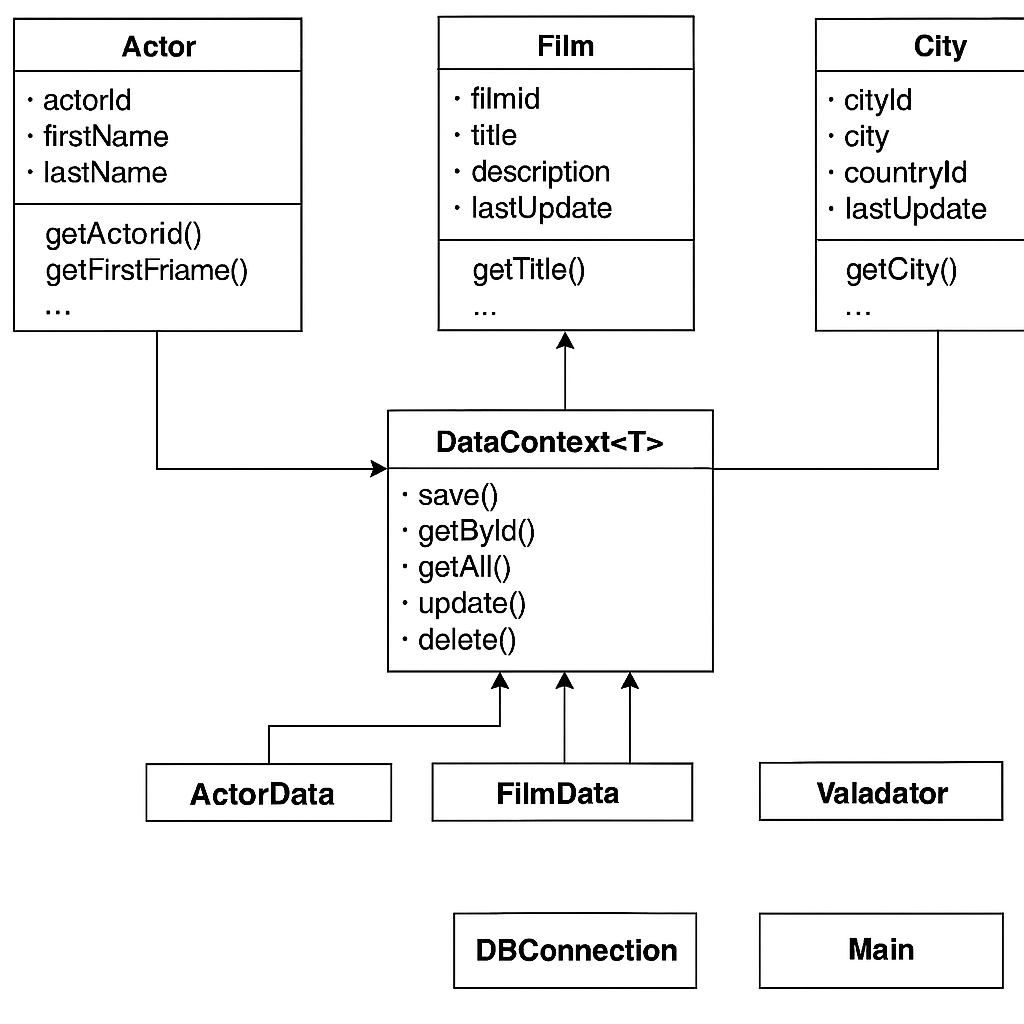 Actor
· actorId
· firstName
· lastName
getActorid()
getFirstFriame()
...
Film
· filmid
· title
· description
· lastUpdate
getTitle()
...
City
· cityId
· city
· countryId
· lastUpdate
getCity()
...
DataContext<T>
· save()
· getById()
· getAll()
· update()
· delete()
ActorData
FilmData
Valadator
DBConnection
Main